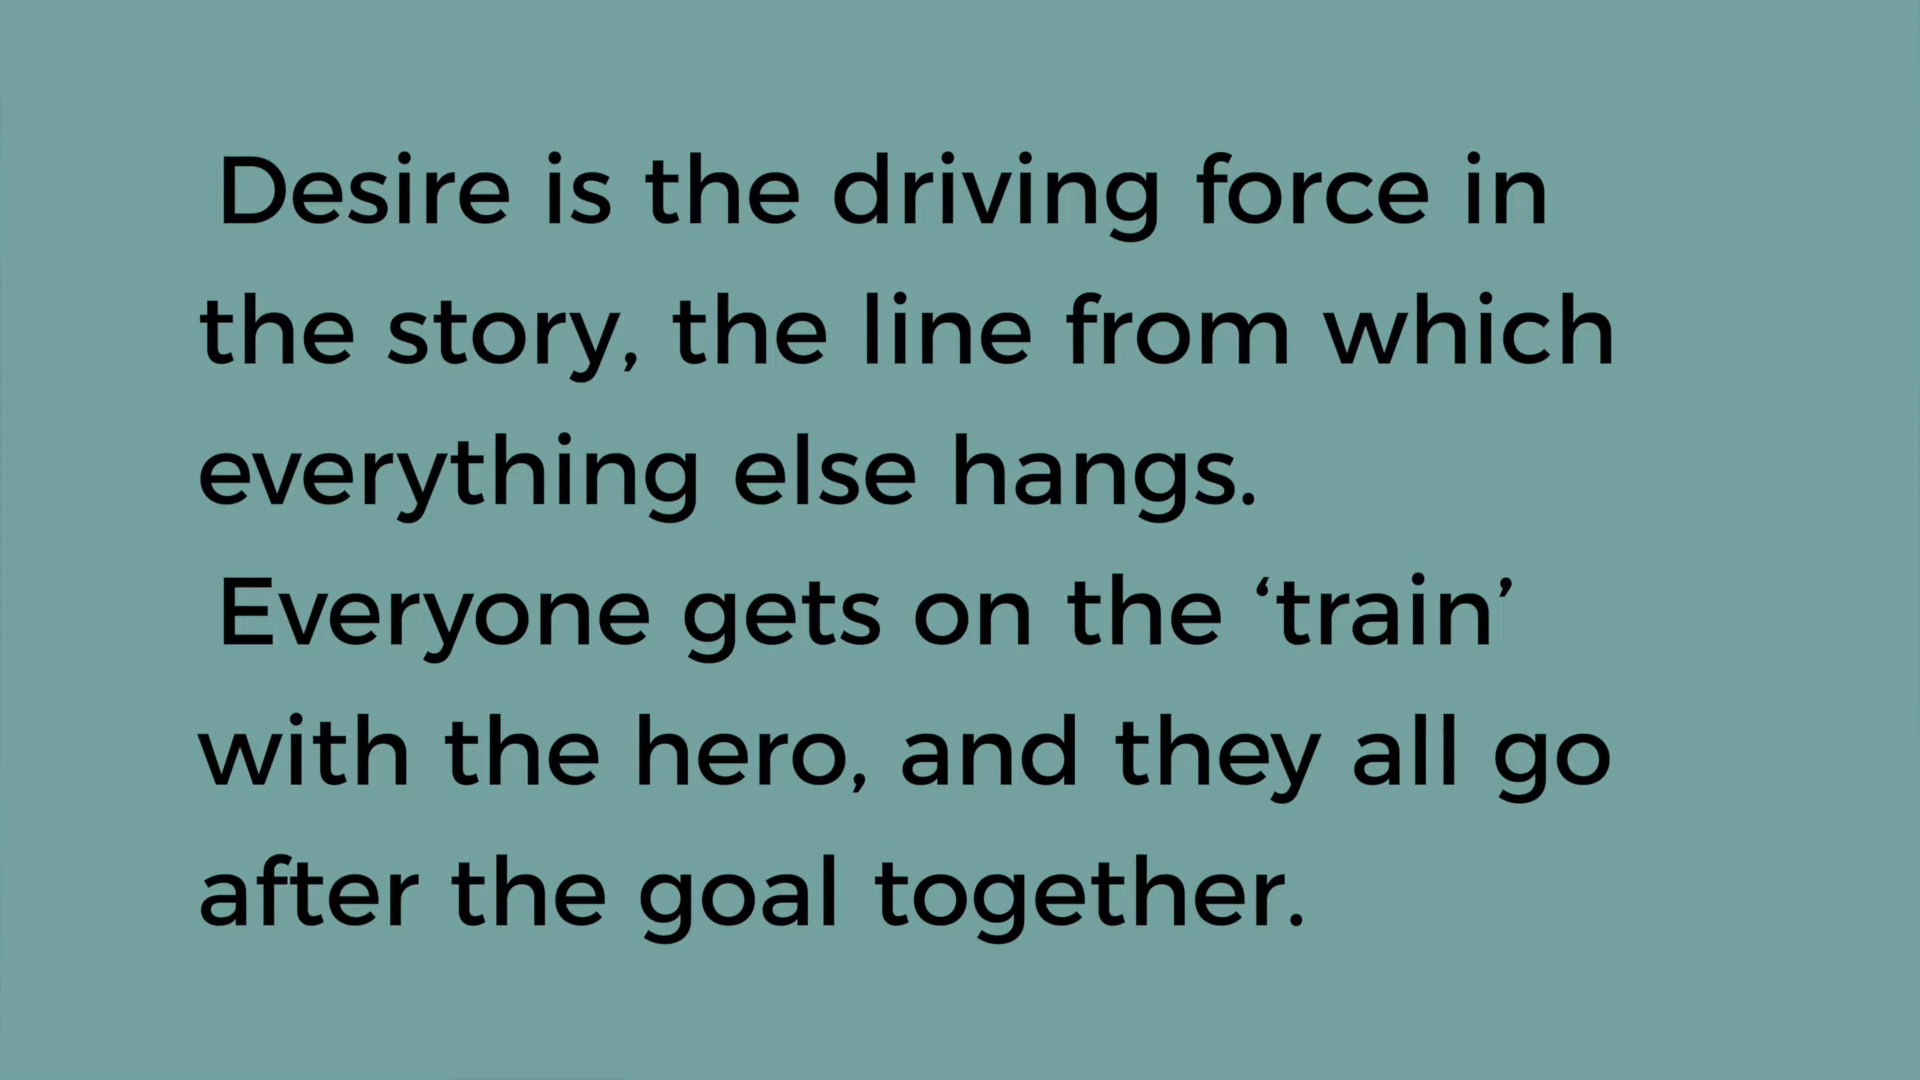 Desire is the driving force in
the story, the line from which
everything else hangs.
Everyone gets on the ‘train’
with the hero, and they all go
after the goal together.